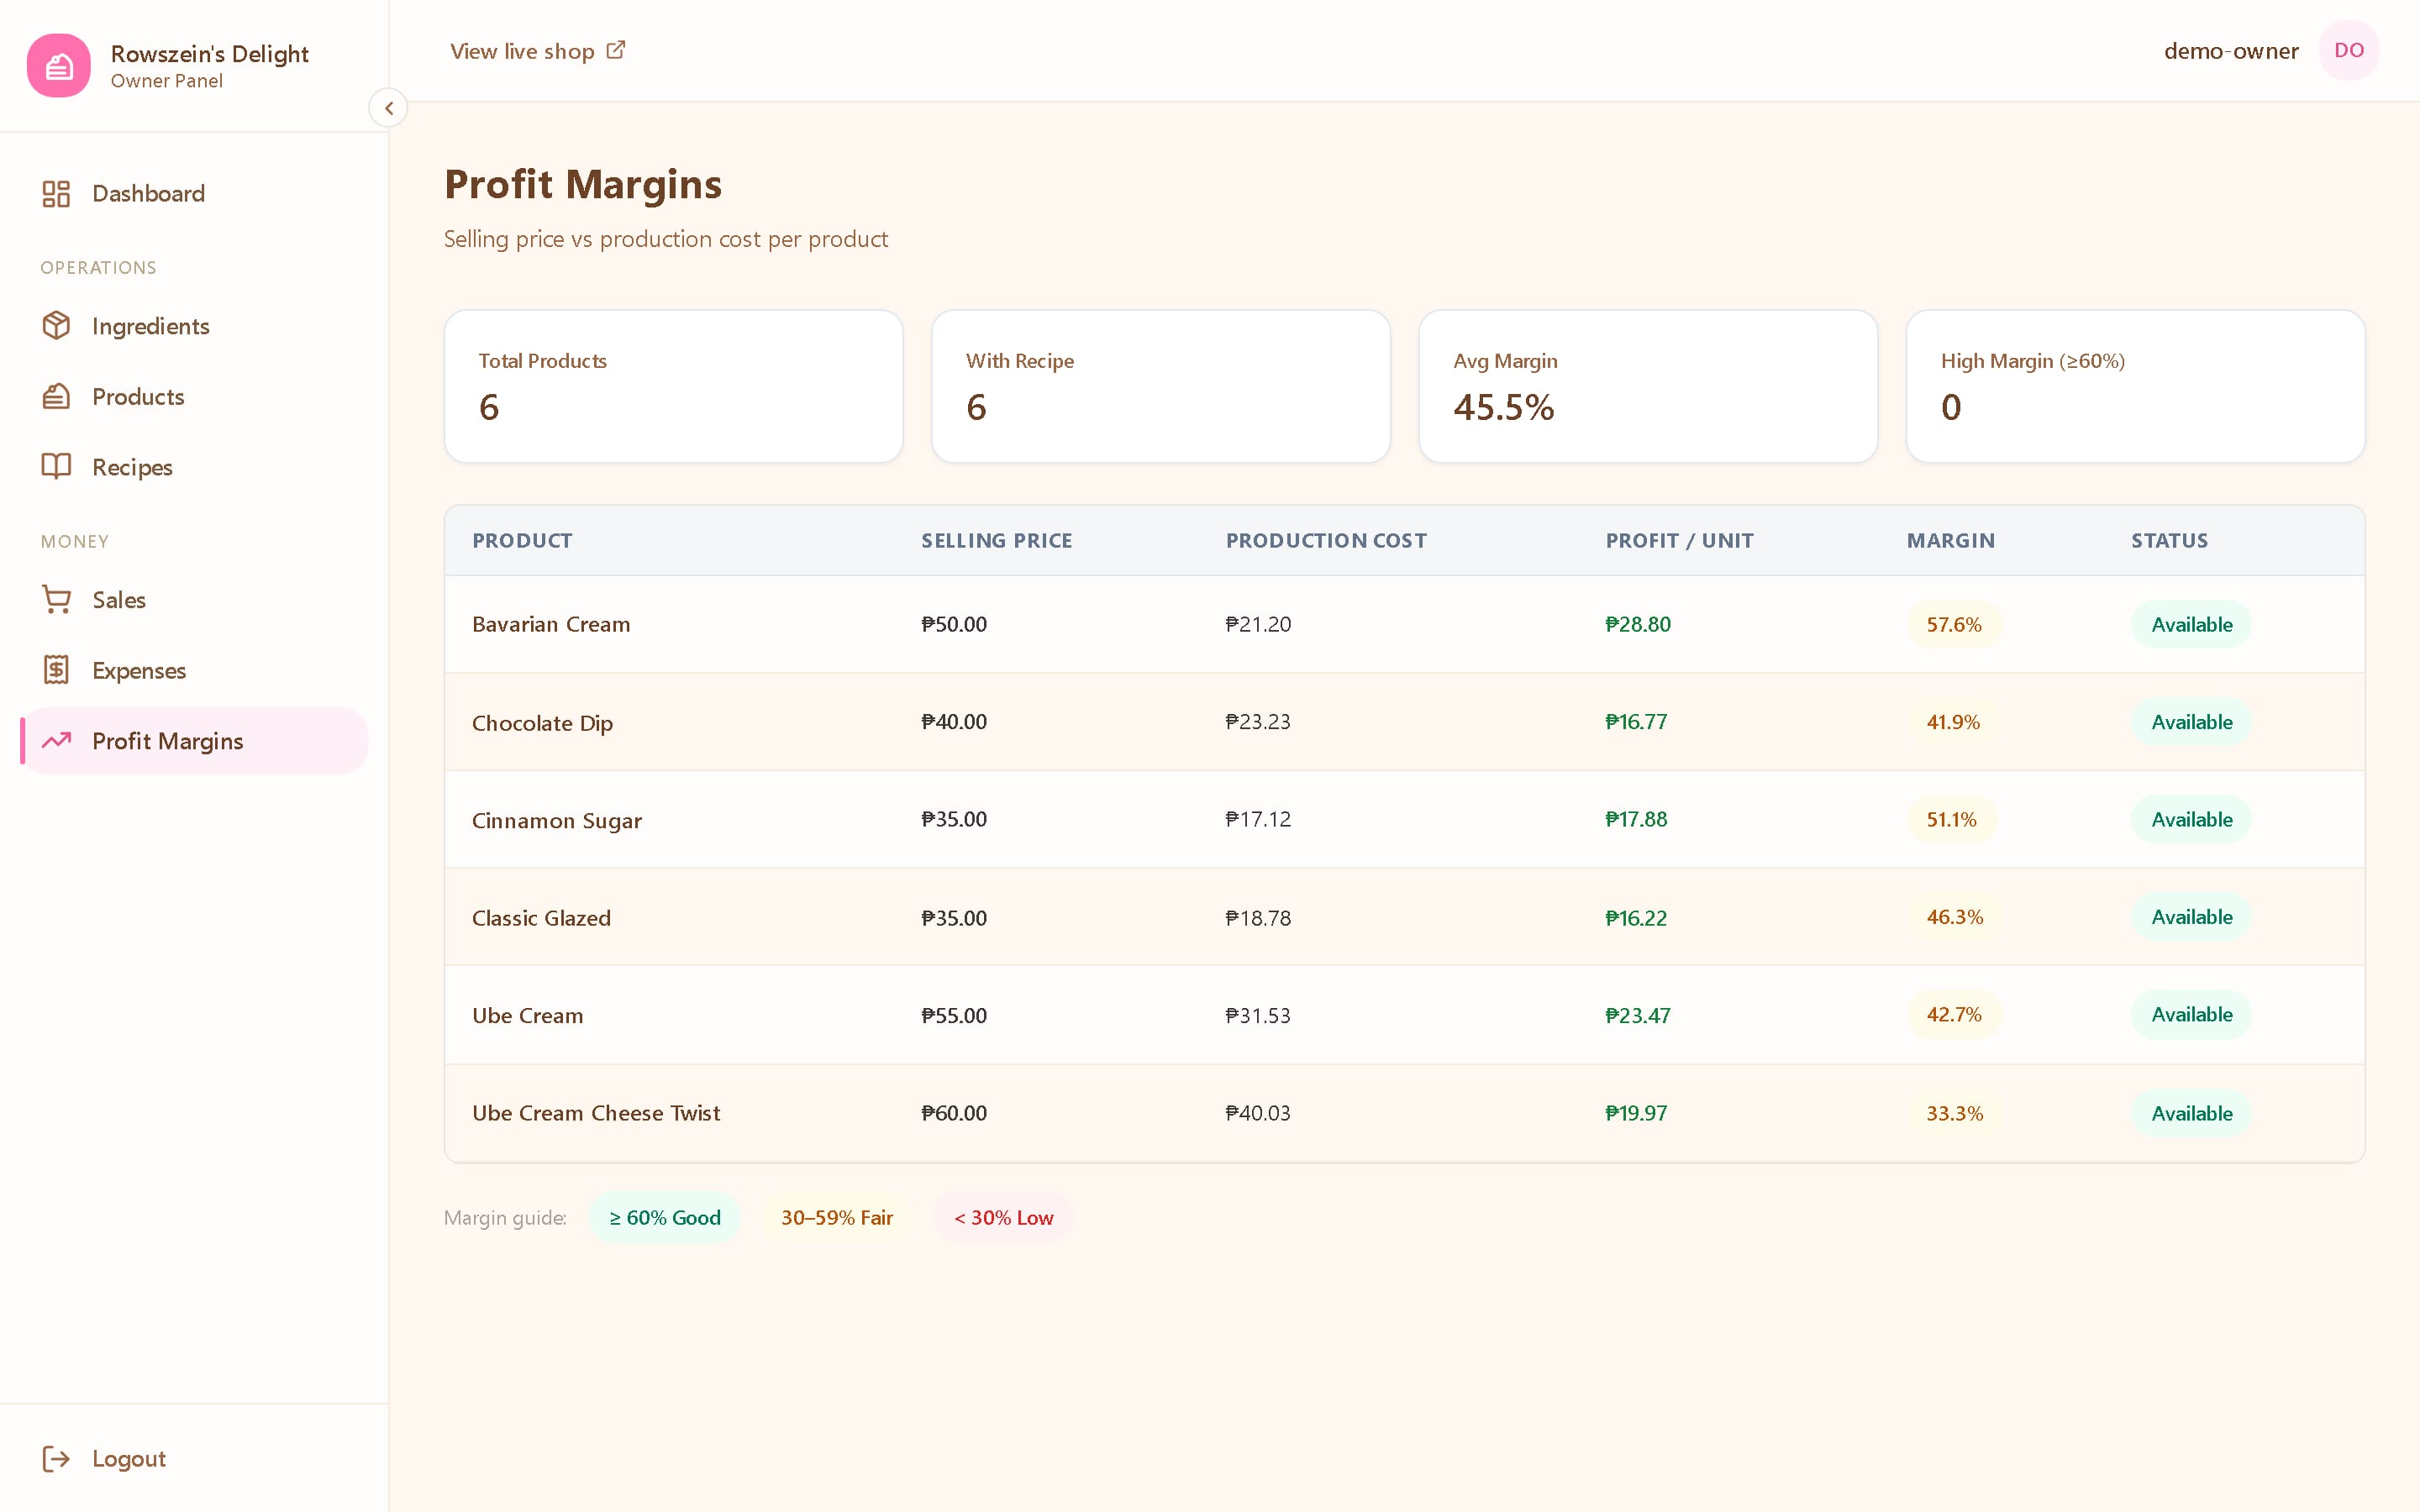 Rowszein's Delight
Owner Panel
View live shop
demo-owner
DO
Dashboard
OPERATIONS
Ingredients
Products
Recipes
MONEY
Sales
Expenses
Profit Margins
Logout
Profit Margins
Selling price vs production cost per product
Total Products
6
With Recipe
6
Avg Margin
45.5%
High Margin (≥60%)
0
PRODUCT SELLING PRICE PRODUCTION COST PROFIT / UNIT MARGIN STATUS
Bavarian Cream ₱50.00 ₱21.20 ₱28.80 57.6% Available
Chocolate Dip ₱40.00 ₱23.23 ₱16.77 41.9% Available
Cinnamon Sugar ₱35.00 ₱17.12 ₱17.88 51.1% Available
Classic Glazed ₱35.00 ₱18.78 ₱16.22 46.3% Available
Ube Cream ₱55.00 ₱31.53 ₱23.47 42.7% Available
Ube Cream Cheese Twist ₱60.00 ₱40.03 ₱19.97 33.3% Available
Margin guide: ≥ 60% Good 30–59% Fair < 30% Low